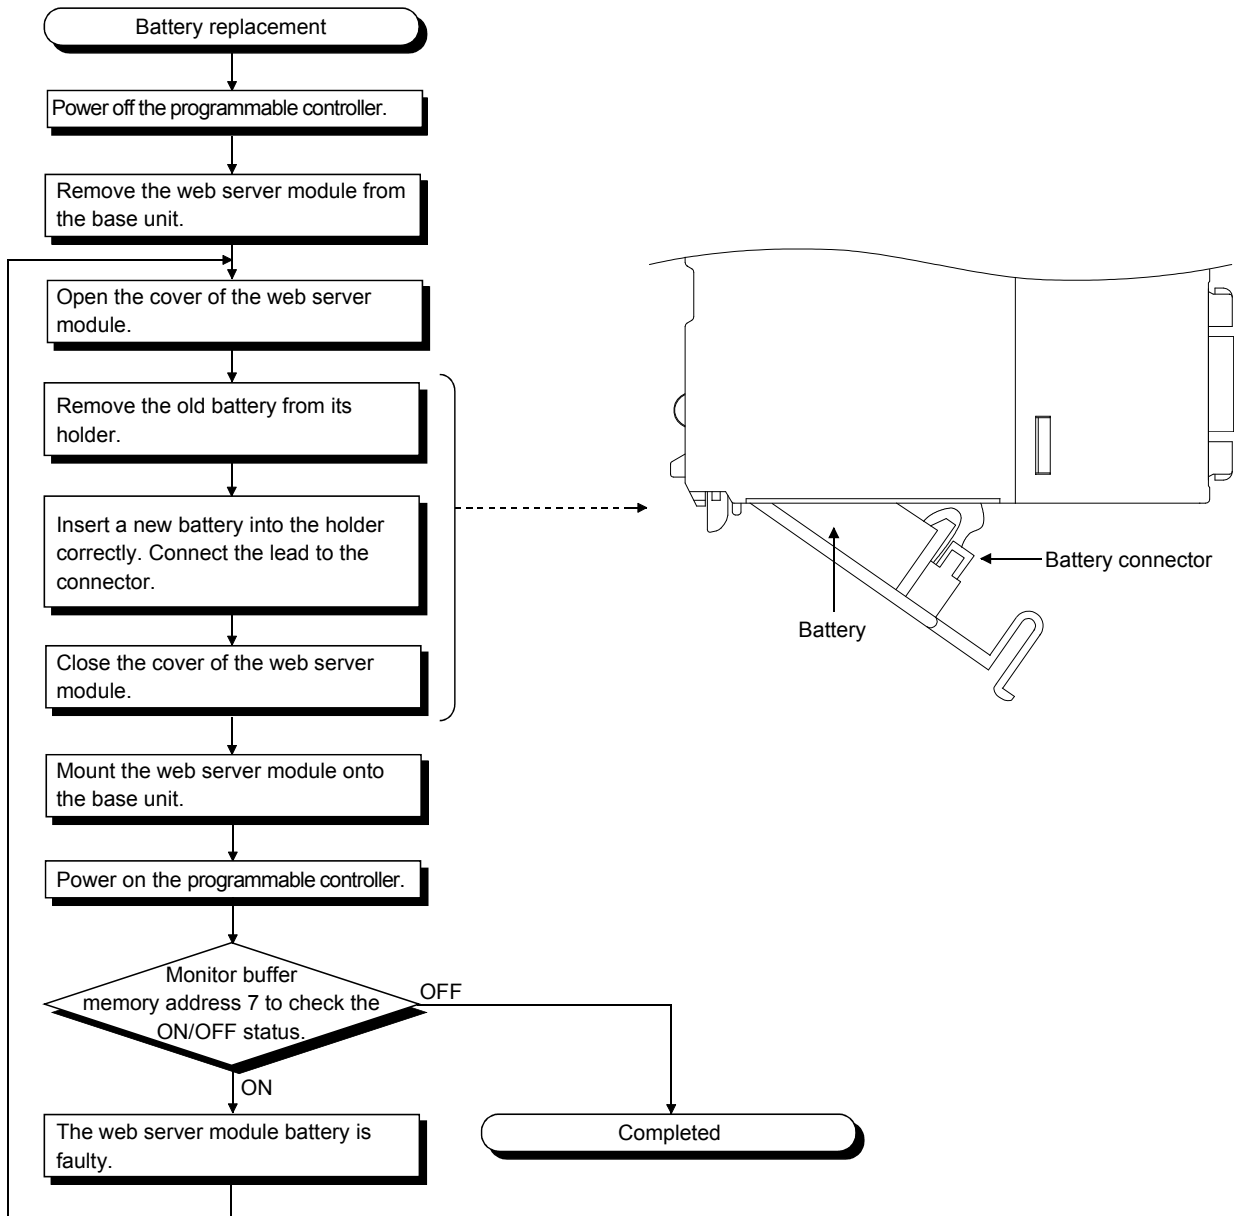 Battery replacement
Power off the programmable controller.
Remove the web server module from
the base unit.
Open the cover of the web server
module.
Remove the old battery from its
holder.
Insert a new battery into the holder
correctly. Connect the lead to the
connector.
Close the cover of the web server
module.
Battery connector
Battery
Mount the web server module onto
the base unit.
Power on the programmable controller.
Monitor buffer
memory address 7 to check the
ON/OFF status.
OFF
ON
The web server module battery is
faulty.
Completed